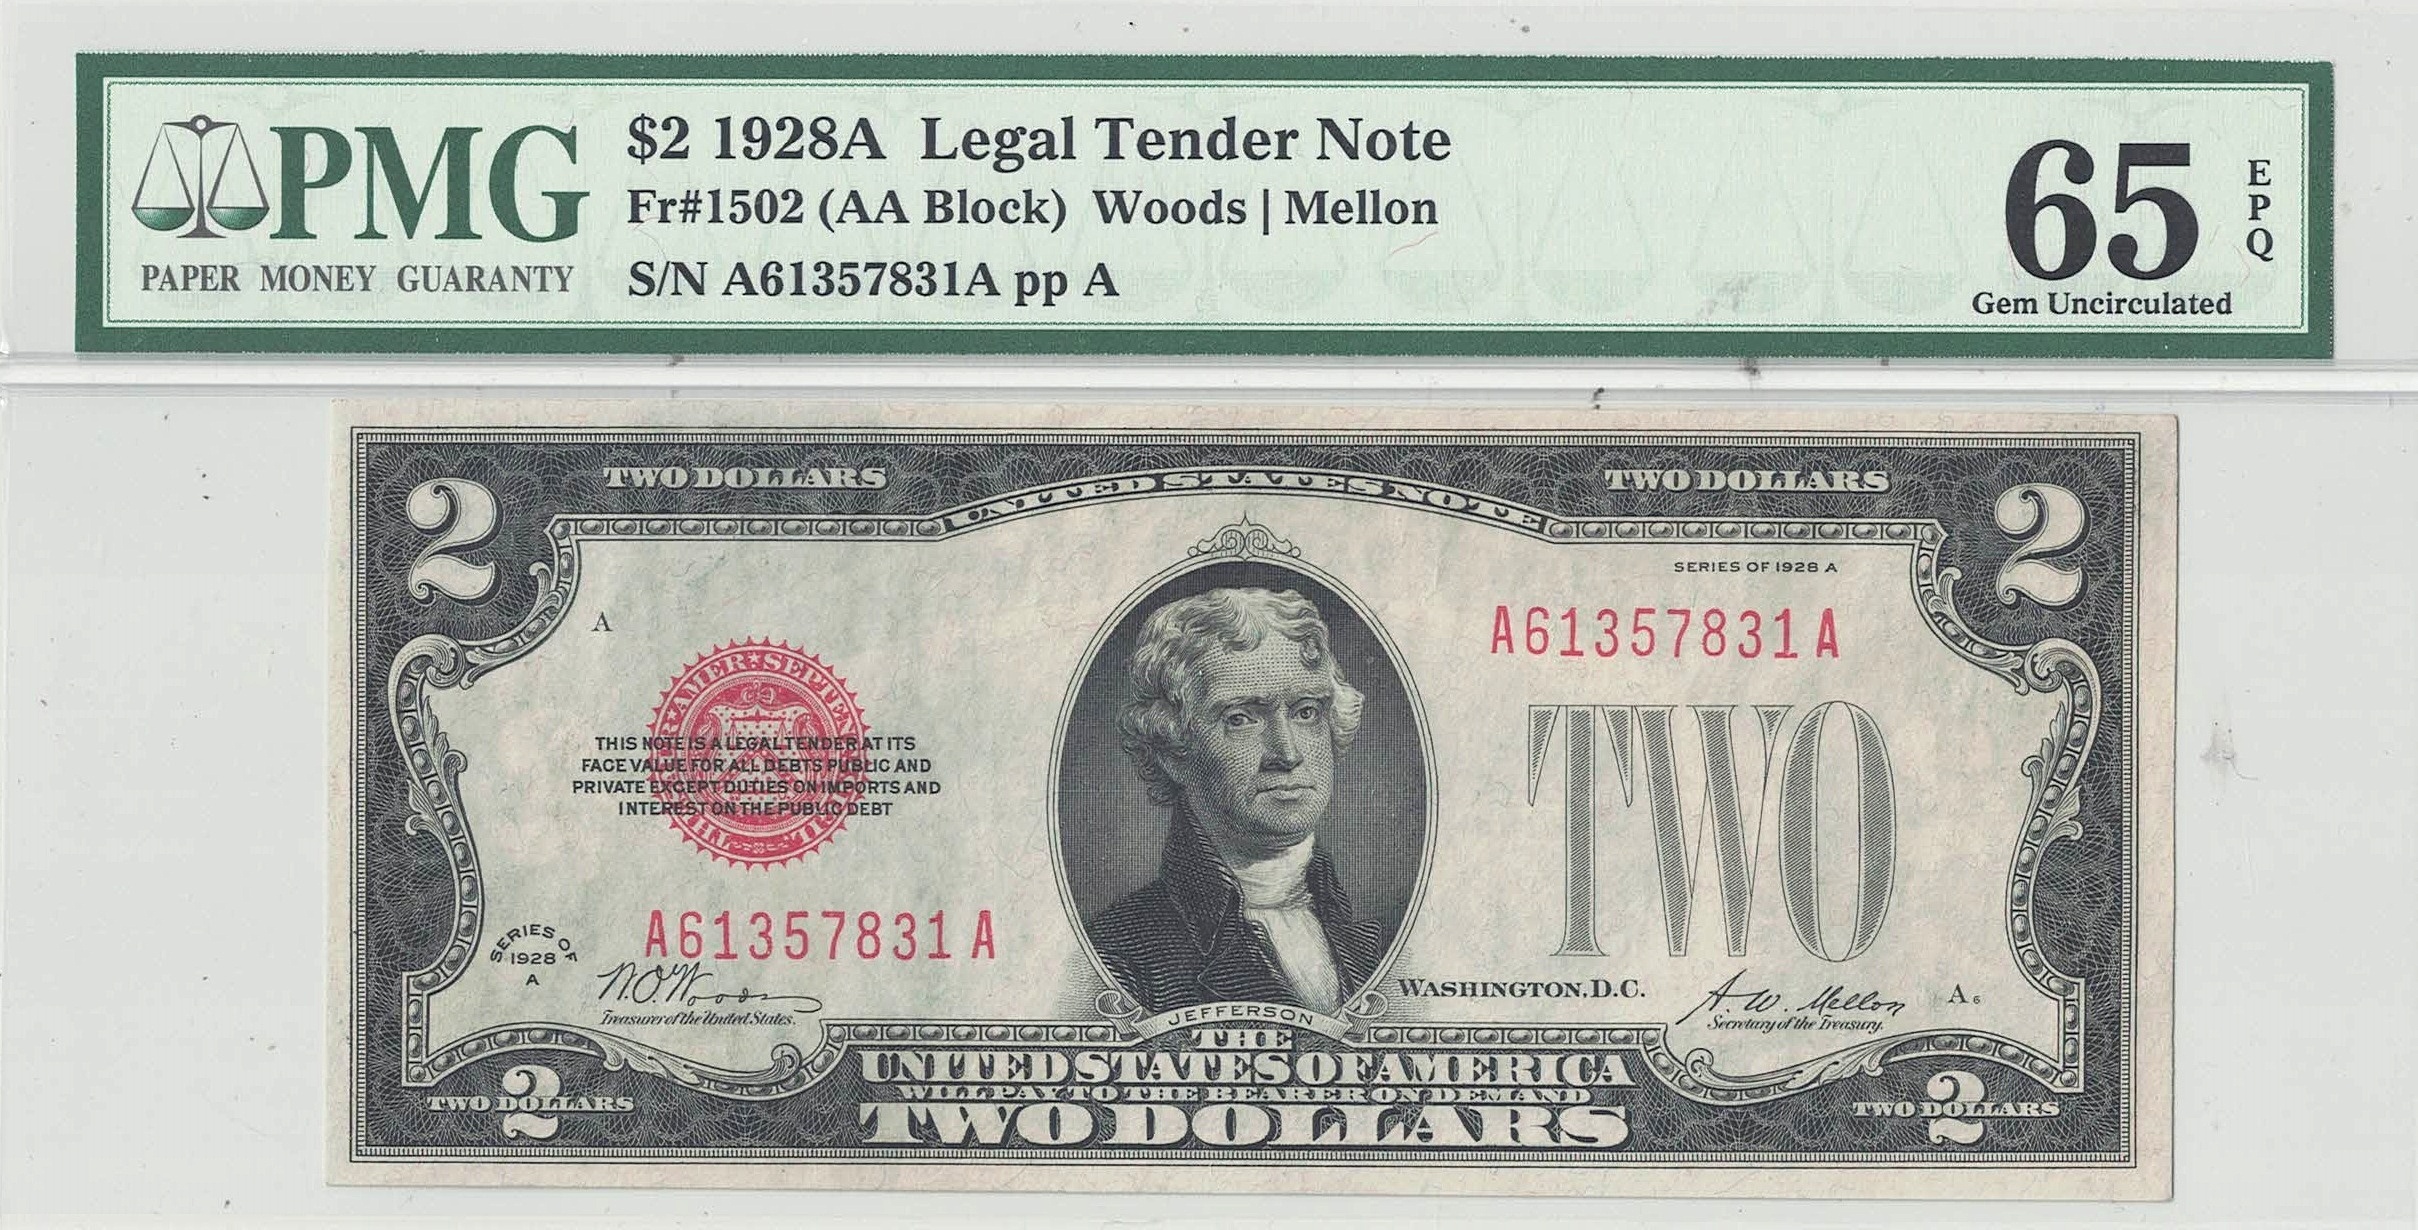 PMG
PAPER MONEY GUARANTY
$2 1928A Legal Tender Note
Fr#1502 (AA Block) Woods | Mellon
S/N A61357831A pp A
65
EPQ
Gem Uncirculated
2
TWO DOLLARS
UNITED STATES NOTE
TWO DOLLARS
2
SERIES OF 1928 A
A
A61357831A
THIS NOTE IS A LEGAL TENDER AT ITS
FACE VALUE FOR ALL DEBTS PUBLIC AND
PRIVATE EXCEPT DUTIES ON IMPORTS AND
INTEREST ON THE PUBLIC DEBT
AMER SEPTEN
TWO
A61357831A
SERIES OF
1928
A
W.O. Woods
Treasurer of the United States.
WASHINGTON, D.C.
A.W. Mellon
Secretary of the Treasury.
A6
JEFFERSON
THE
UNITED STATES OF AMERICA
WILL PAY TO THE BEARER ON DEMAND
TWO DOLLARS
2
TWO DOLLARS
2
TWO DOLLARS